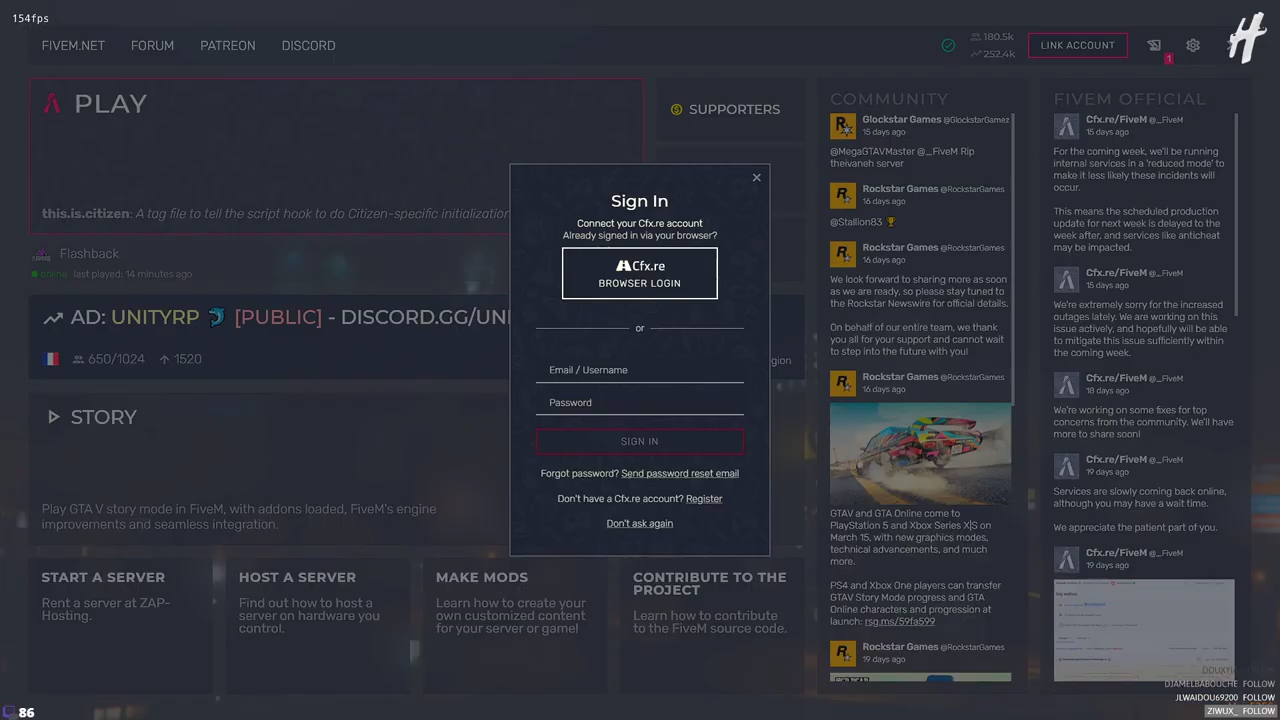 154fps
FIVEM.NET
FORUM
PATREON
DISCORD
180.5k
252.4k
LINK ACCOUNT
1
PLAY
this.is.citizen: A tag file to tell the script hook to do Citizen-specific initialization
Flashback
online last played: 14 minutes ago
SUPPORTERS
AD: UNITYRP [PUBLIC] - DISCORD.GG/UNI
650/1024
1520
STORY
Play GTA V story mode in FiveM, with addons loaded, FiveM's engine
improvements and seamless integration.
START A SERVER
Rent a server at ZAP-
Hosting.
HOST A SERVER
Find out how to host a
server on hardware you
control.
MAKE MODS
Learn how to create your
own customized content
for your server or game!
CONTRIBUTE TO THE
PROJECT
Learn how to contribute
to the FiveM source code.
Sign In
Connect your Cfx.re account
Already signed in via your browser?
Cfx.re
BROWSER LOGIN
or
Email / Username
Password
SIGN IN
Forgot password? Send password reset email
Don't have a Cfx.re account? Register
Don't ask again
COMMUNITY
Glockstar Games @GlockstarGamez
15 days ago
@MegaGTAVMaster @_FiveM Rip
theivaneh server
Rockstar Games @RockstarGames
16 days ago
@Stallion83 🏆
Rockstar Games @RockstarGames
16 days ago
We look forward to sharing more as soon
as we are ready, so please stay tuned to
the Rockstar Newswire for official details.
On behalf of our entire team, we thank
you all for your support and cannot wait
to step into the future with you!
Rockstar Games @RockstarGames
16 days ago
GTAV and GTA Online come to
PlayStation 5 and Xbox Series X|S on
March 15, with new graphics modes,
technical advancements, and much
more.
PS4 and Xbox One players can transfer
GTAV Story Mode progress and GTA
Online characters and progression at
launch: rsg.ms/59fa599
Rockstar Games @RockstarGames
19 days ago
FIVEM OFFICIAL
Cfx.re/FiveM @_FiveM
15 days ago
For the coming week, we'll be running
internal services in a 'reduced mode' to
make it less likely these incidents will
occur.
This means the scheduled production
update for next week is delayed to the
week after, and services like anticheat
may be impacted.
Cfx.re/FiveM @_FiveM
15 days ago
We're extremely sorry for the increased
outages lately. We are working on this
issue actively, and hopefully will be able
to mitigate this issue sufficiently within
the coming week.
Cfx.re/FiveM @_FiveM
18 days ago
We're working on some fixes for top
concerns from the community. We'll have
more to share soon!
Cfx.re/FiveM @_FiveM
19 days ago
Services are slowly coming back online,
although you may have a wait time.
We appreciate the patient part of you.
Cfx.re/FiveM @_FiveM
19 days ago
DJAMELBABOUCHE FOLLOW
JLWAIDOU69200 FOLLOW
ZIWUX_ FOLLOW
86